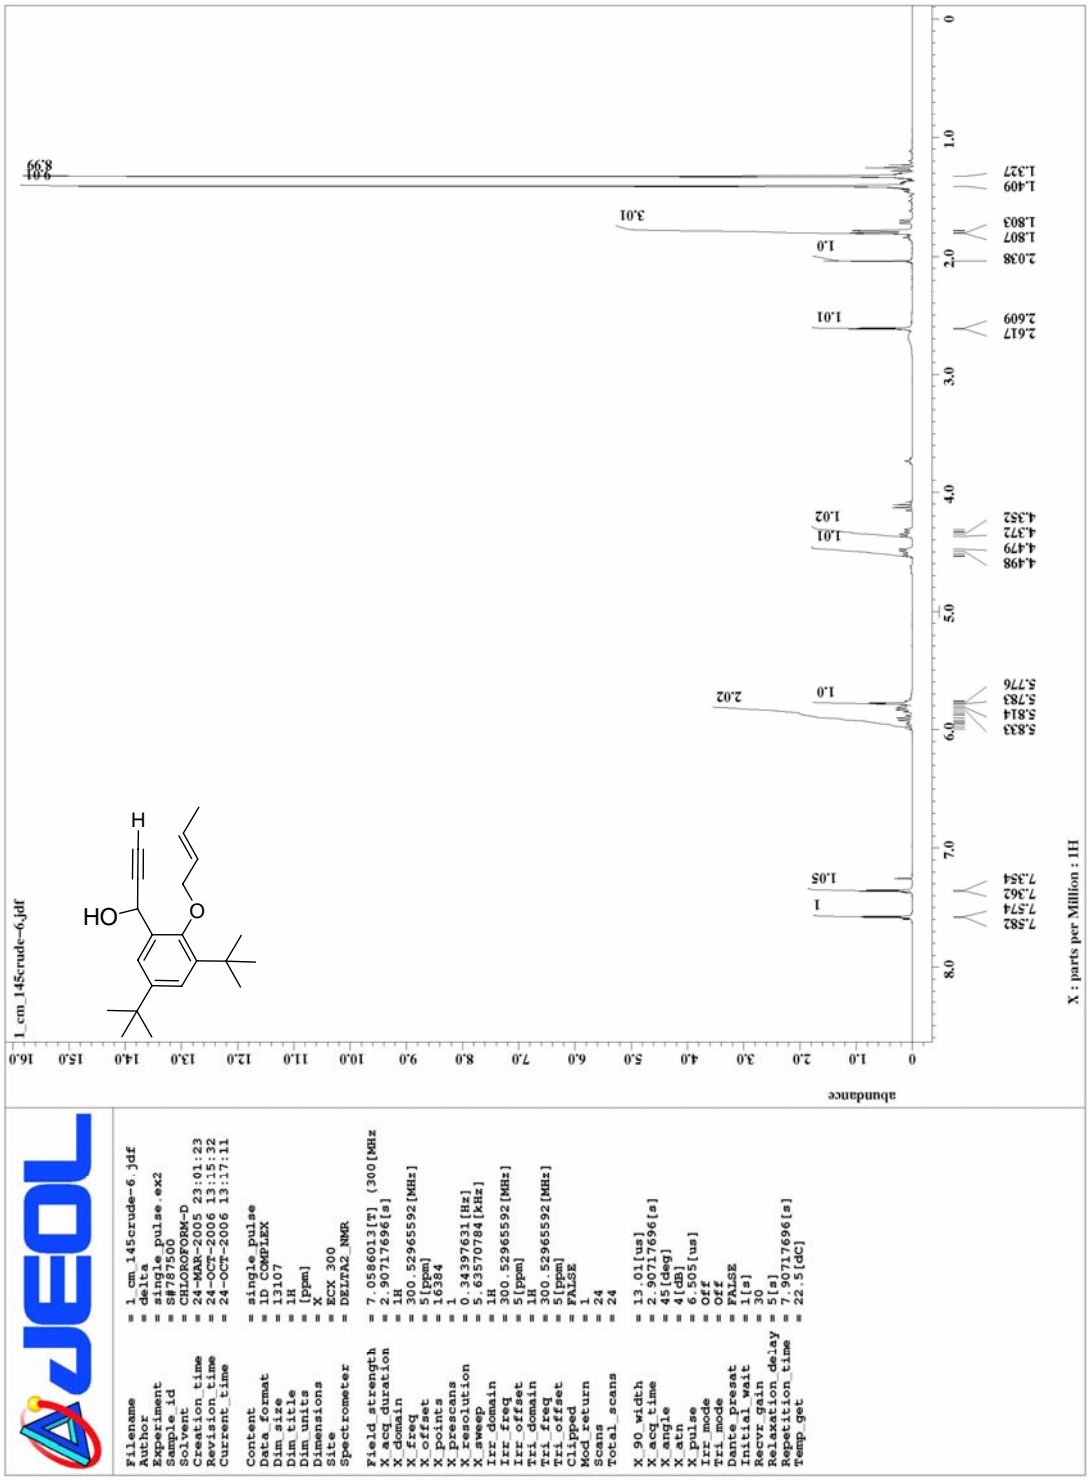 JEOL
Filename = 1_cm_145crude-6.jdf
Author = delta
Experiment = single_pulse.ex2
Sample_id = S#787500
Solvent = CHLOROFORM-D
Creation_time = 24-MAR-2005 23:01:23
Revision_time = 24-OCT-2006 13:15:32
Current_time = 24-OCT-2006 13:17:11
Content = single_pulse
Data_format = 1D COMPLEX
Dim_size = 13107
Dim_title = 1H
Dim_units = [ppm]
Dimensions = X
Site = ECX 300
Spectrometer = DELTA2_NMR
Field_strength = 7.0586013[T] (300[MHz
X_acq_duration = 2.90717696[s]
X_domain = 1H
X_freq = 300.52965592[MHz]
X_offset = 5[ppm]
X_points = 16384
X_prescans = 1
X_resolution = 0.34397631[Hz]
X_sweep = 5.63570784[kHz]
Irr_domain = 1H
Irr_freq = 300.52965592[MHz]
Irr_offset = 5[ppm]
Tri_domain = 1H
Tri_freq = 300.52965592[MHz]
Tri_offset = 5[ppm]
Clipped = FALSE
Mod_return = 1
Scans = 24
Total_scans = 24
X_90_width = 13.01[us]
X_acq_time = 2.90717696[s]
X_angle = 45[deg]
X_atn = 4[dB]
X_pulse = 6.505[us]
Irr_mode = Off
Tri_mode = Off
Dante_presat = FALSE
Initial_wait = 1[s]
Recvr_gain = 30
Relaxation_delay = 5[s]
Repetition_time = 7.90717696[s]
Temp_get = 22.5[dC]
1_cm_145crude-6.jdf
HO
H
O
abundance
16.0
15.0
14.0
13.0
12.0
11.0
10.0
9.0
8.0
7.0
6.0
5.0
4.0
3.0
2.0
1.0
0
1
1.05
2.02
1.0
1.01
1.02
1.01
1.0
3.01
9.01
8.99
8.0
7.0
6.0
5.0
4.0
3.0
2.0
1.0
0
7.582
7.574
7.362
7.354
5.833
5.814
5.783
5.776
4.498
4.479
4.372
4.352
2.617
2.609
2.038
1.807
1.803
1.409
1.327
X : parts per Million : 1H